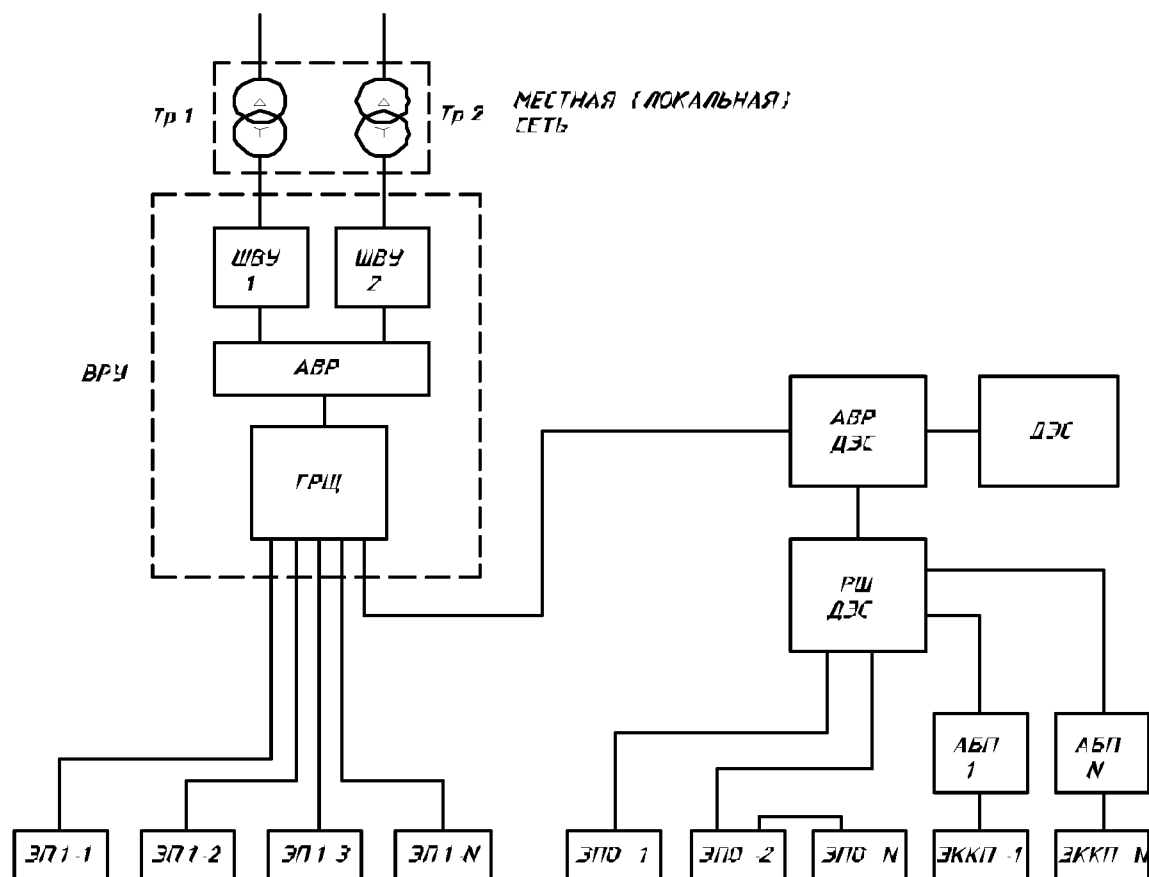 Тр 1
Тр 2
МЕСТНАЯ (ЛОКАЛЬНАЯ)
СЕТЬ
ШВУ
1
ШВУ
2
ВРУ
АВР
ГРЩ
АВР
ДЭС
ДЭС
РШ
ДЭС
АБП
1
АБП
N
ЭП1-1
ЭП1-2
ЭП1 3
ЭП1-N
ЭПО 1
ЭПО -2
ЭПО N
ЭККП -1
ЭККП N